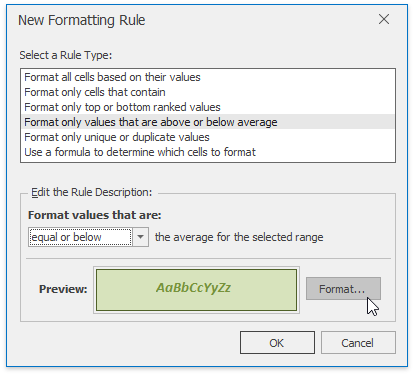 New Formatting Rule
Select a Rule Type:
Format all cells based on their values
Format only cells that contain
Format only top or bottom ranked values
Format only values that are above or below average
Format only unique or duplicate values
Use a formula to determine which cells to format
Edit the Rule Description:
Format values that are:
equal or below the average for the selected range
Preview: AaBbCcYyZz Format...
OK Cancel